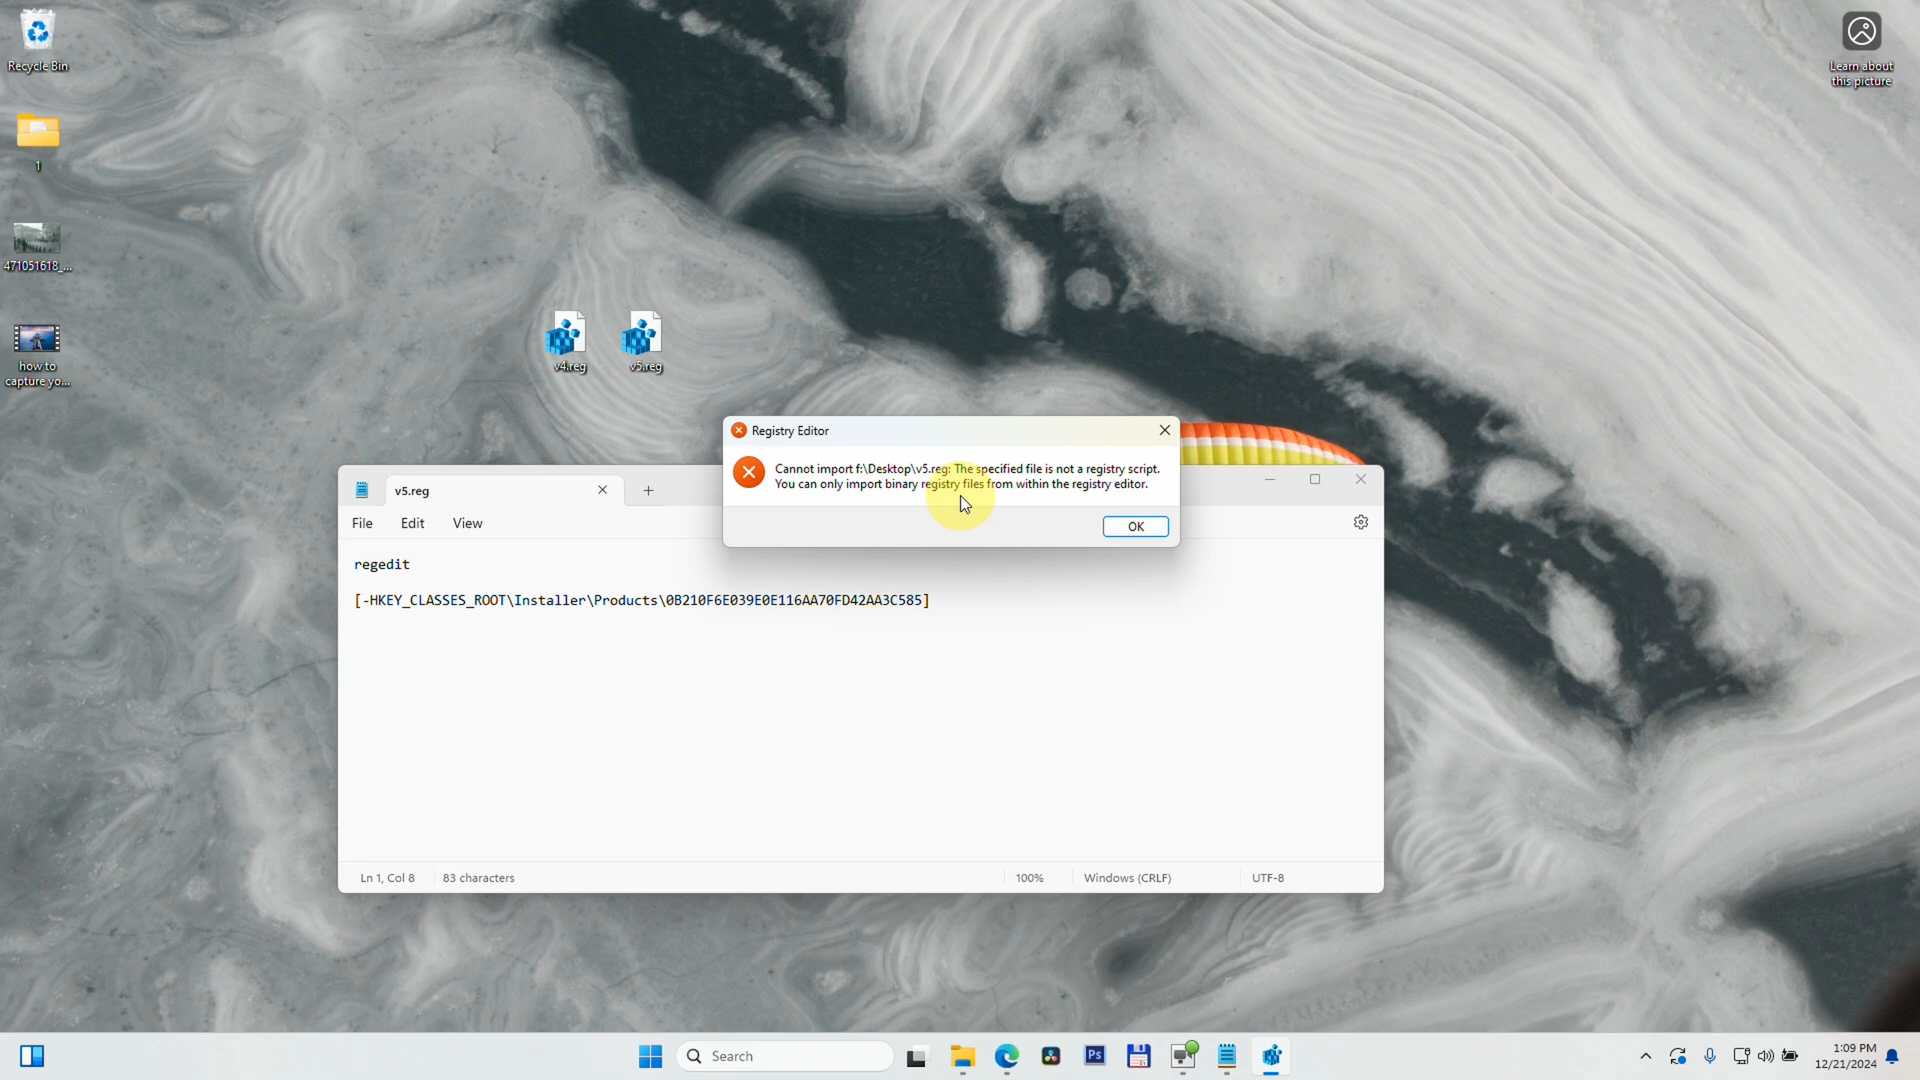 Recycle Bin
1
471051618_...
how to
capture yo...
Learn about
this picture
v4.reg
v5.reg
Registry Editor
Cannot import f:\Desktop\v5.reg: The specified file is not a registry script.
You can only import binary registry files from within the registry editor.
OK
v5.reg
File
Edit
View
regedit
[-HKEY_CLASSES_ROOT\Installer\Products\0B210F6E039E0E116AA70FD42AA3C585]
Ln 1, Col 8
83 characters
100%
Windows (CRLF)
UTF-8
Search
Ps
1:09 PM
12/21/2024